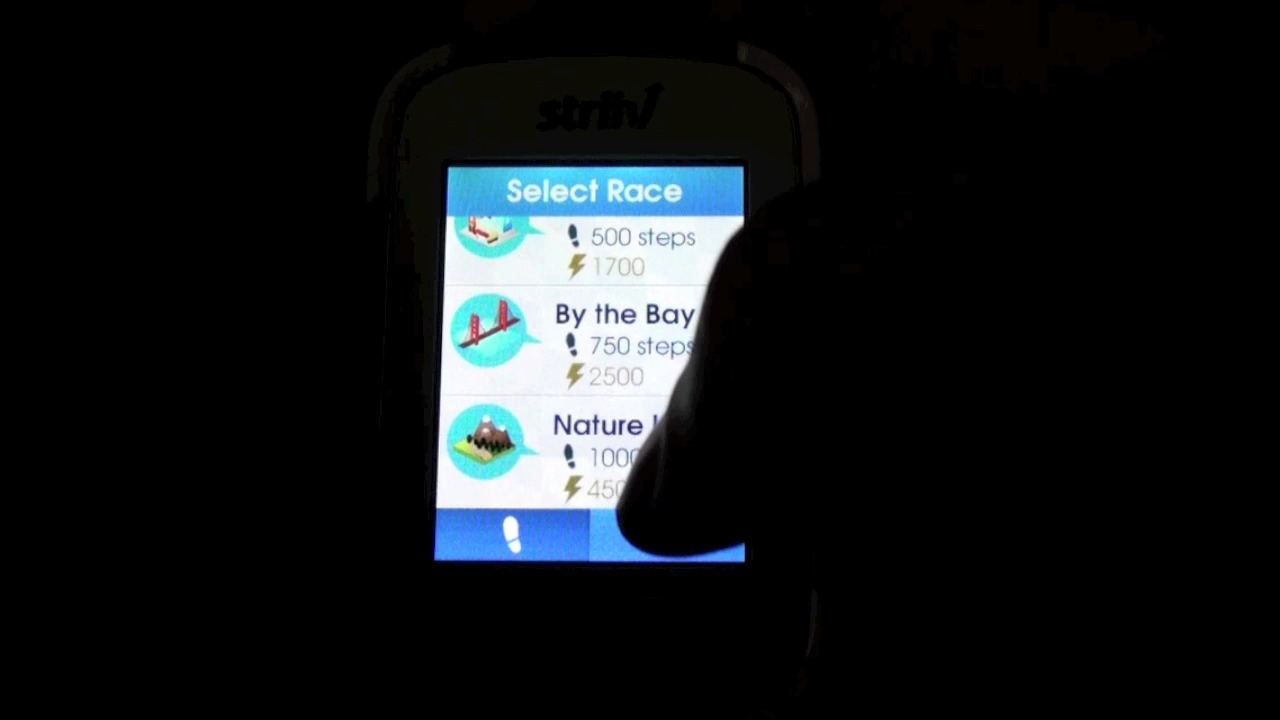 striiv
Select Race
500 steps
1700
By the Bay
750 steps
2500
Nature